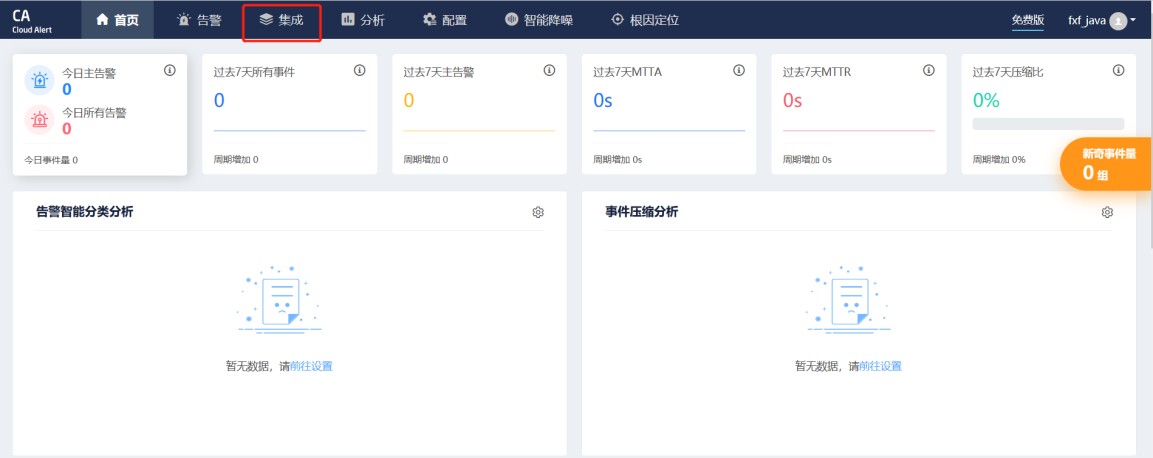 CA
Cloud Alert
首页
告警
集成
分析
配置
智能降噪
根因定位
免费版
fxf_java
今日主告警
0
今日所有告警
0
今日事件量 0
过去7天所有事件
0
周期增加 0
过去7天主告警
0
周期增加 0
过去7天MTTA
0s
周期增加 0s
过去7天MTTR
0s
周期增加 0s
过去7天压缩比
0%
周期增加 0%
新奇事件量
0 组
告警智能分类分析
暂无数据，请前往设置
事件压缩分析
暂无数据，请前往设置